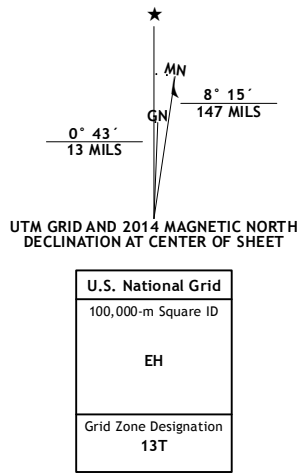 MN
8° 15´
147 MILS
GN
0° 43´
13 MILS
UTM GRID AND 2014 MAGNETIC NORTH
DECLINATION AT CENTER OF SHEET
U.S. National Grid
100,000-m Square ID
EH
Grid Zone Designation
13T